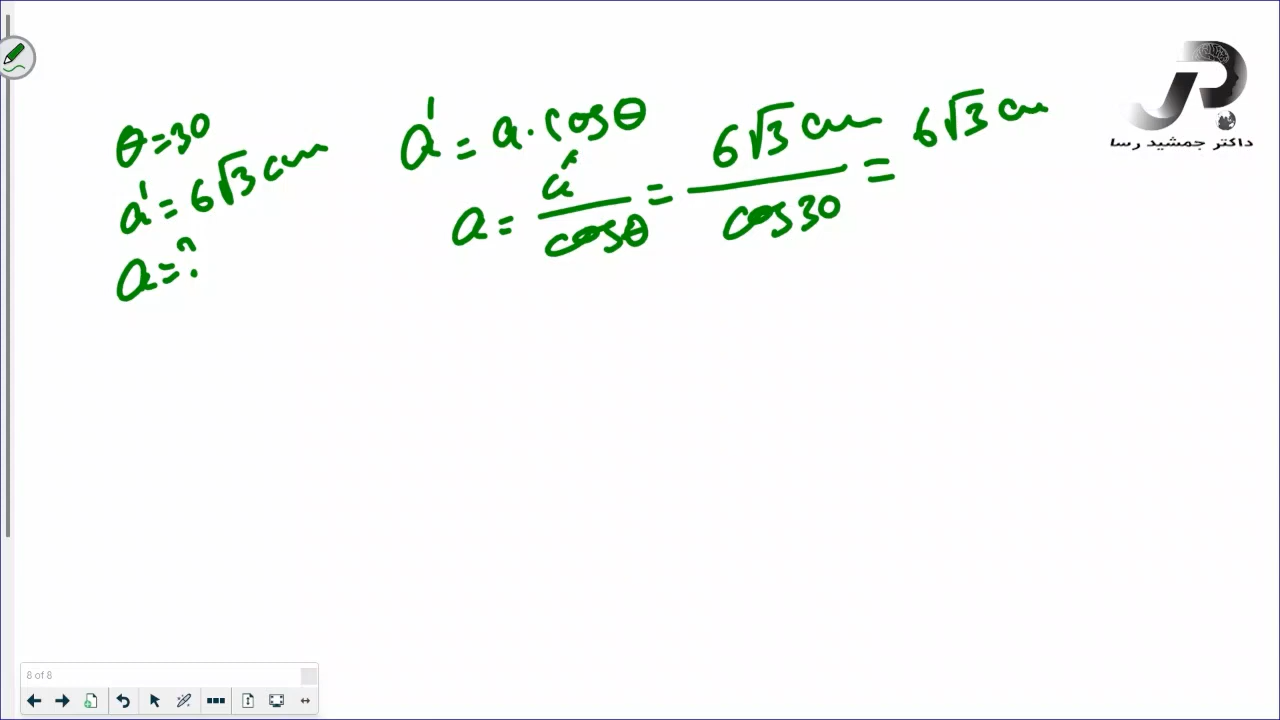 θ=30
a'=6√3 cm
a=?
a' = a·cosθ
a = a'/cosθ = 6√3 cm/cos30 = 6√3 cm
داکتر جمشید رسا
8 of 8